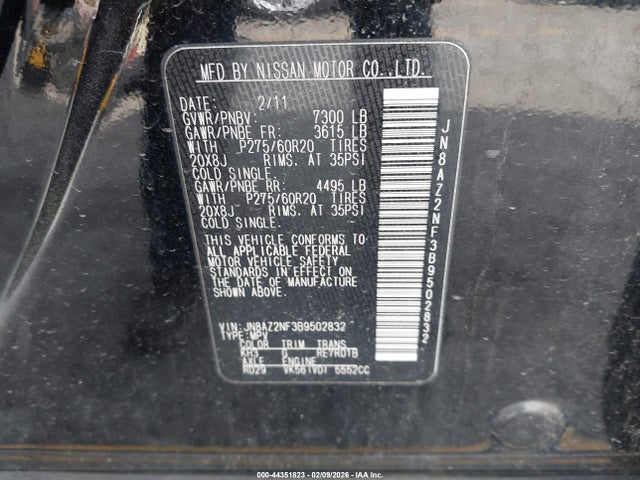 MFD BY NISSAN MOTOR CO.,LTD.
DATE: 2/11
GVWR/PNBV: 7300 LB
GAWR/PNBE FR: 3615 LB
WITH P275/60R20 TIRES
20X8J RIMS. AT 35PSI
COLD SINGLE.
GAWR/PNBE RR: 4495 LB
WITH P275/60R20 TIRES
20X8J RIMS. AT 35PSI
COLD SINGLE.
THIS VEHICLE CONFORMS TO
ALL APPLICABLE FEDERAL
MOTOR VEHICLE SAFETY
STANDARDS IN EFFECT ON
THE DATE OF MANUFACTURE
SHOWN ABOVE.
VIN: JN8AZ2NF3B9502832
TYPE: MPV
COLOR TRIM TRANS
KH3 G RE7R01B
AXLE ENGINE
RD29 VK56(VD) 5552CC
JN8AZ2NF3B9502832
000-44351823 - 02/09/2026 - Copyright © IAA, Inc.